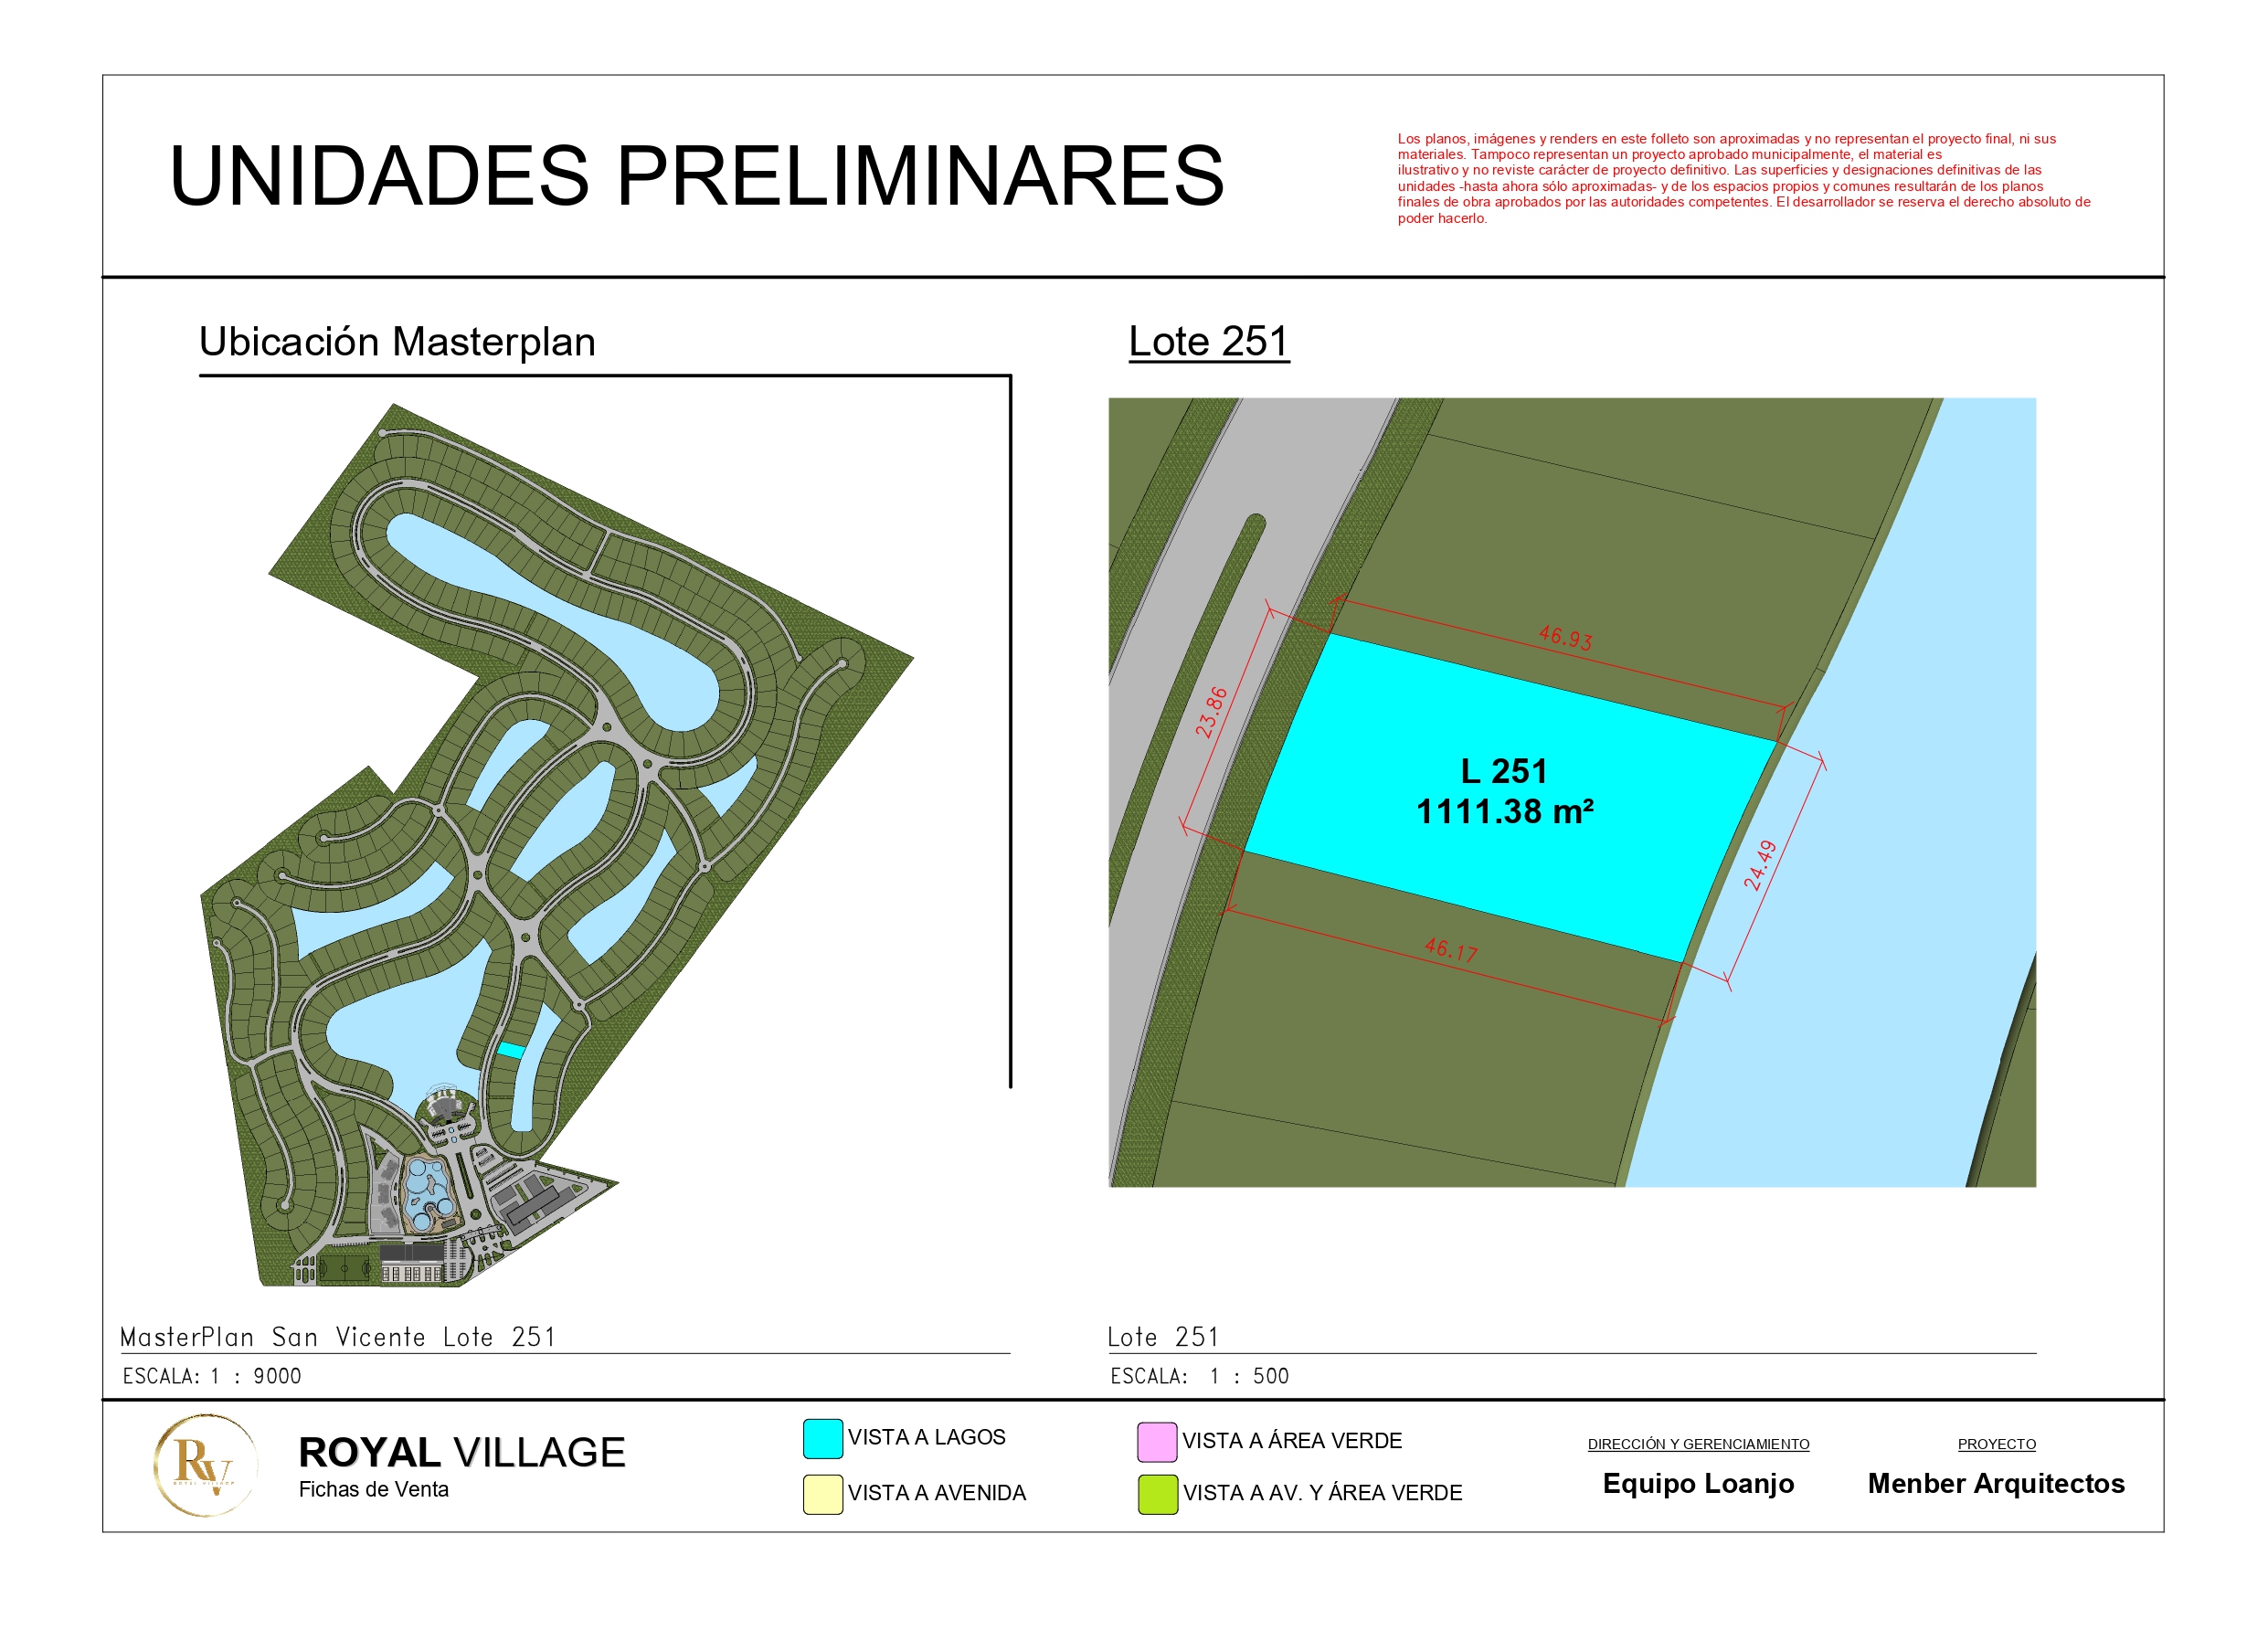 UNIDADES PRELIMINARES
Los planos, imágenes y renders en este folleto son aproximadas y no representan el proyecto final, ni sus
materiales. Tampoco representan un proyecto aprobado municipalmente, el material es
ilustrativo y no reviste carácter de proyecto definitivo. Las superficies y designaciones definitivas de las
unidades -hasta ahora sólo aproximadas- y de los espacios propios y comunes resultarán de los planos
finales de obra aprobados por las autoridades competentes. El desarrollador se reserva el derecho absoluto de
poder hacerlo.
Ubicación Masterplan
Lote 251
46.93
23.86
L 251
1111.38 m²
24.49
46.17
MasterPlan San Vicente Lote 251
ESCALA: 1 : 9000
Lote 251
ESCALA: 1 : 500
RV
ROYAL VILLAGE
ROYAL VILLAGE
Fichas de Venta
VISTA A LAGOS
VISTA A AVENIDA
VISTA A ÁREA VERDE
VISTA A AV. Y ÁREA VERDE
DIRECCIÓN Y GERENCIAMIENTO
Equipo Loanjo
PROYECTO
Menber Arquitectos